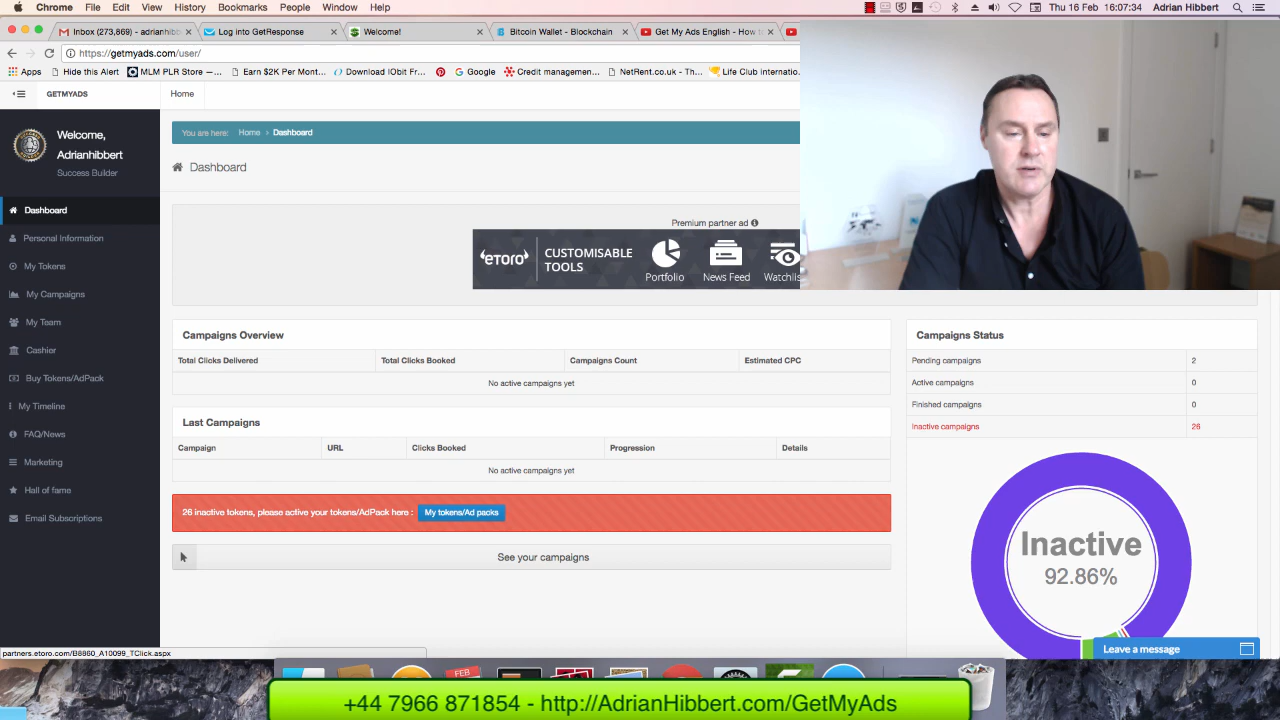 Chrome File Edit View History Bookmarks People Window Help Thu 16 Feb 16:07:34 Adrian Hibbert
Inbox (273,869) - adrianhibb Log into GetResponse Welcome! Bitcoin Wallet - Blockchain Get My Ads English - How t
https://getmyads.com/user/
Apps Hide this Alert (3) MLM PLR Store — Earn $2K Per Mont... Download IObit Fr... Google Credit managemen... NetRent.co.uk - Th... Life Club Internatio
GETMYADS Home
Welcome,
Adrianhibbert
Success Builder
You are here: Home > Dashboard
Dashboard
Dashboard
Personal Information
My Tokens
My Campaigns
My Team
Cashier
Buy Tokens/AdPack
My Timeline
FAQ/News
Marketing
Hall of fame
Email Subscriptions
Premium partner ad
eToro CUSTOMISABLE
TOOLS
Portfolio News Feed Watchlis
Campaigns Overview
Total Clicks Delivered Total Clicks Booked Campaigns Count Estimated CPC
No active campaigns yet
Last Campaigns
Campaign URL Clicks Booked Progression Details
No active campaigns yet
26 inactive tokens, please active your tokens/AdPack here : My tokens/Ad packs
See your campaigns
Campaigns Status
Pending campaigns 2
Active campaigns 0
Finished campaigns 0
Inactive campaigns 26
Inactive
92.86%
Leave a message
partners.etoro.com/B8860_A10099_TClick.aspx
FEB
+44 7966 871854 - http://AdrianHibbert.com/GetMyAds